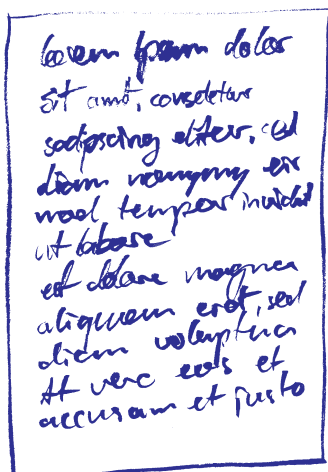 lorem ipsum dolor
sit amet, consetetur
sadipscing elitr, sed
diam nonumy eir
mod tempor invidunt
ut labore
et dolore magna
aliquam erat, sed
diam voluptua
At vero eos et
accusam et justo